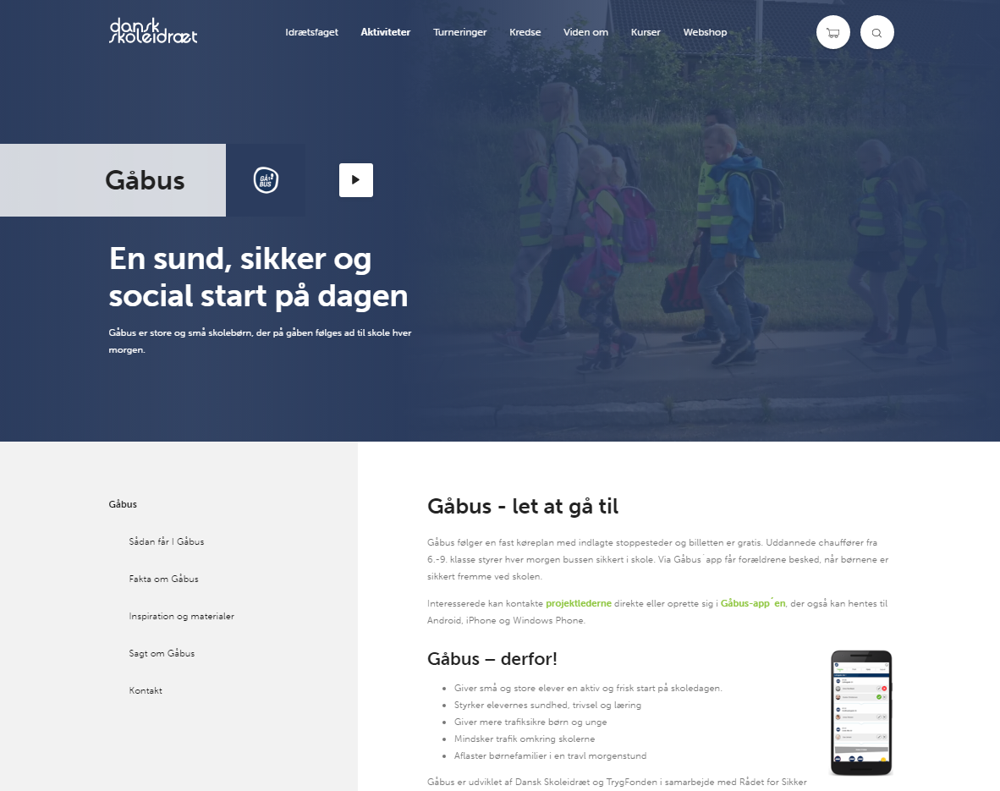 dansk
skoleidræt
Idrætsfaget Aktiviteter Turneringer Kredse Viden om Kurser Webshop
Gåbus
GÅ
BUS
En sund, sikker og
social start på dagen
Gåbus er store og små skolebørn, der på gåben følges ad til skole hver
morgen.
Gåbus
Sådan får I Gåbus
Fakta om Gåbus
Inspiration og materialer
Sagt om Gåbus
Kontakt
Gåbus - let at gå til
Gåbus følger en fast køreplan med indlagte stoppesteder og billetten er gratis. Uddannede chauffører fra
6.-9. klasse styrer hver morgen bussen sikkert i skole. Via Gåbus´app får forældrene besked, når børnene er
sikkert fremme ved skolen.
Interesserede kan kontakte projektlederne direkte eller oprette sig i Gåbus-app´en, der også kan hentes til
Android, iPhone og Windows Phone.
Gåbus – derfor!
Giver små og store elever en aktiv og frisk start på skoledagen.
Styrker elevernes sundhed, trivsel og læring
Giver mere trafiksikre børn og unge
Mindsker trafik omkring skolerne
Aflaster børnefamilier i en travl morgenstund
Gåbus er udviklet af Dansk Skoleidræt og TrygFonden i samarbejde med Rådet for Sikker